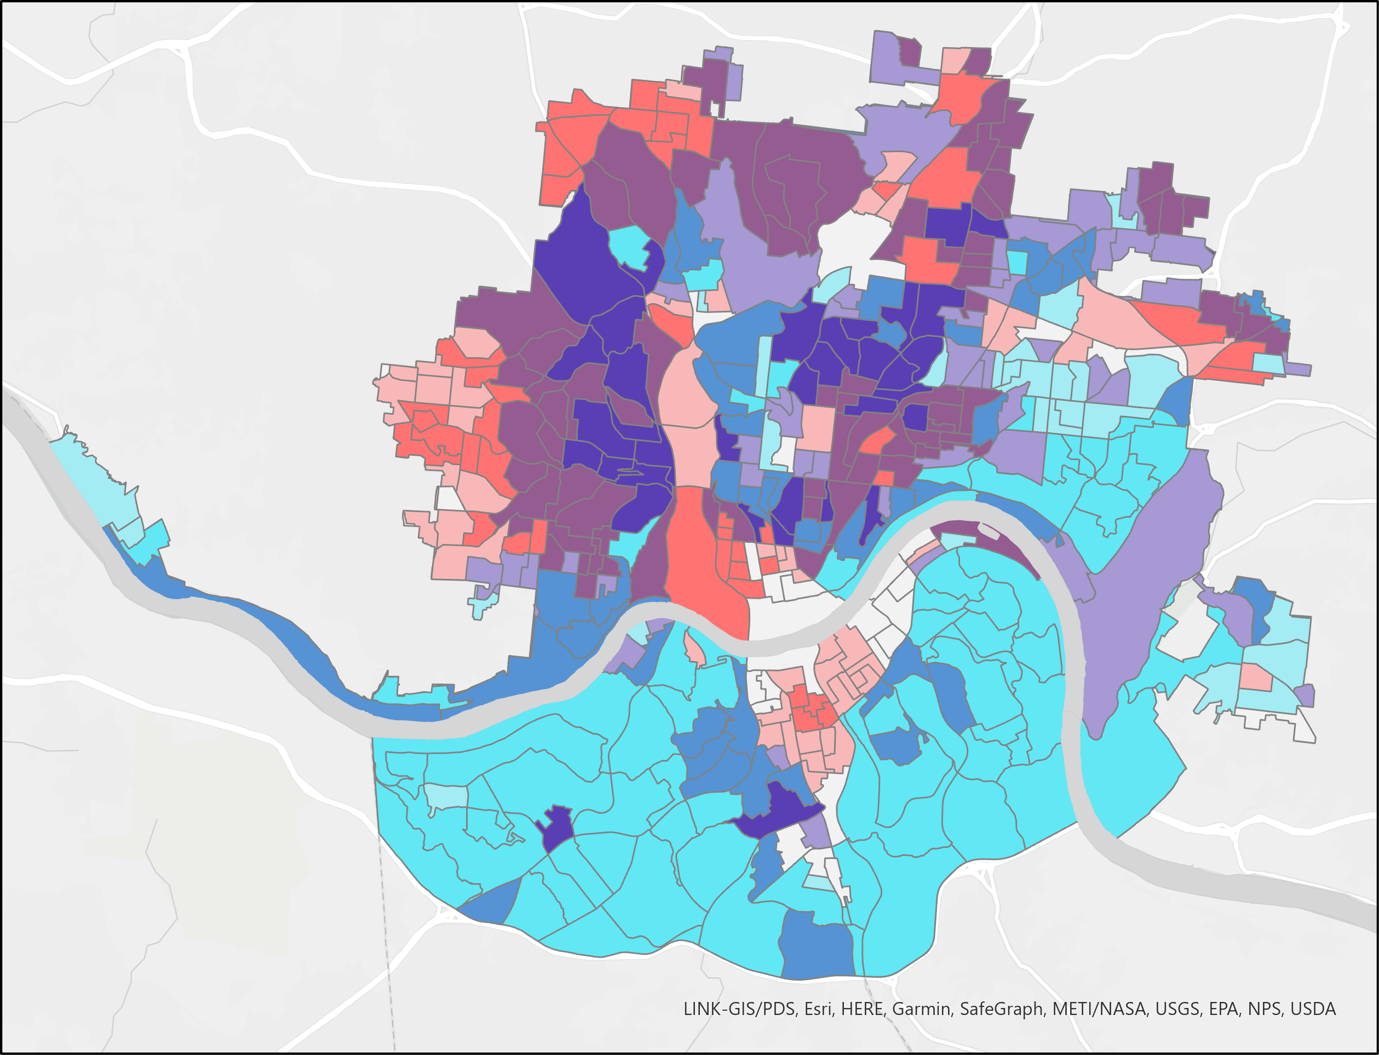 LINK-GIS/PDS, Esri, HERE, Garmin, SafeGraph, METI/NASA, USGS, EPA, NPS, USDA